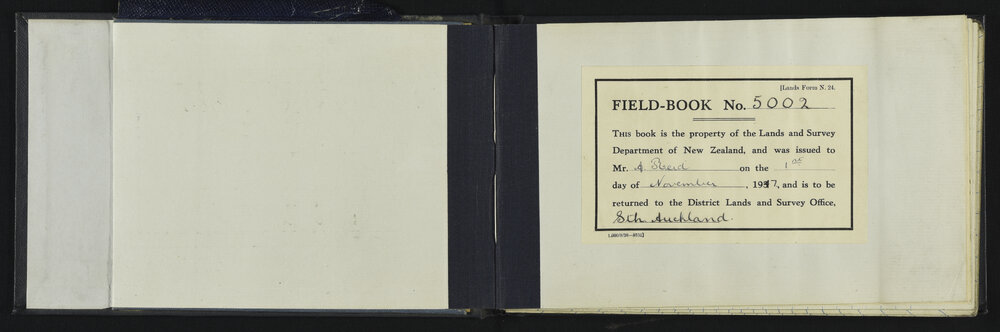 [Lands Form N. 24.
FIELD-BOOK No. 5002
THIS book is the property of the Lands and Survey
Department of New Zealand, and was issued to
Mr. A Reid on the 1st
day of November, 1947, and is to be
returned to the District Lands and Survey Office,
Sth Auckland.